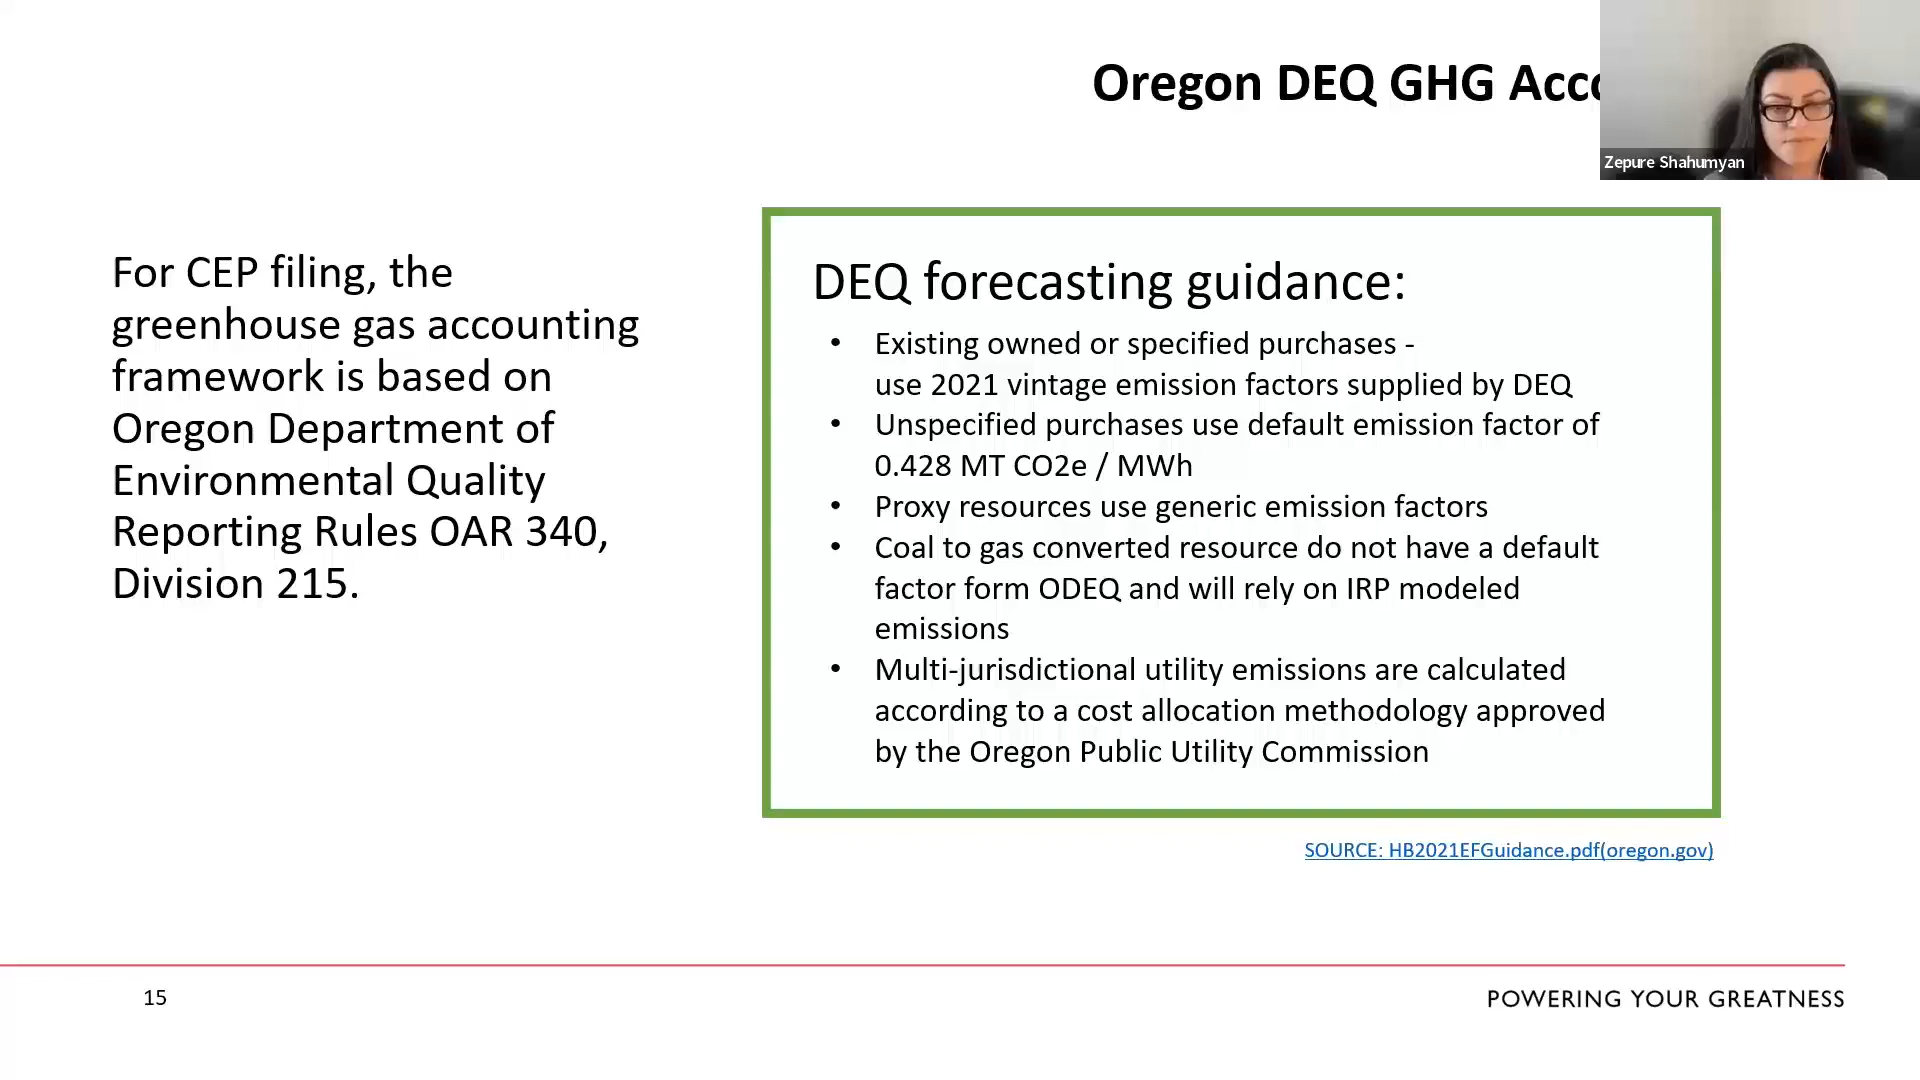 Oregon DEQ GHG Acco
Zepure Shahumyan
For CEP filing, the
greenhouse gas accounting
framework is based on
Oregon Department of
Environmental Quality
Reporting Rules OAR 340,
Division 215.
DEQ forecasting guidance:
• Existing owned or specified purchases -
use 2021 vintage emission factors supplied by DEQ
• Unspecified purchases use default emission factor of
0.428 MT CO2e / MWh
• Proxy resources use generic emission factors
• Coal to gas converted resource do not have a default
factor form ODEQ and will rely on IRP modeled
emissions
• Multi-jurisdictional utility emissions are calculated
according to a cost allocation methodology approved
by the Oregon Public Utility Commission
SOURCE: HB2021EFGuidance.pdf(oregon.gov)
15
POWERING YOUR GREATNESS